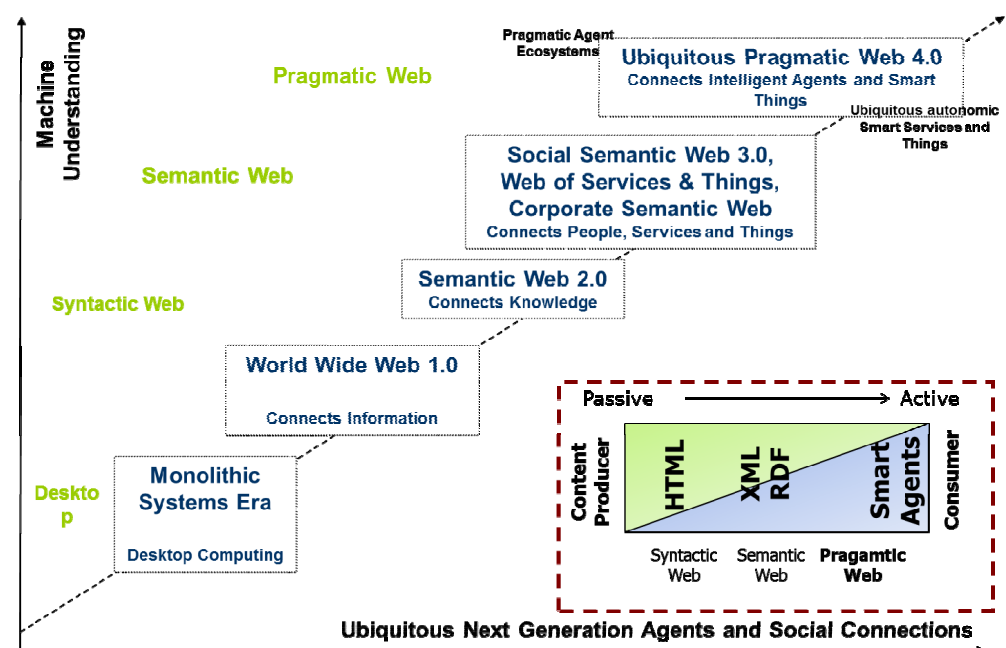 Machine
Understanding
Pragmatic Agent
Ecosystems
Pragmatic Web
Ubiquitous Pragmatic Web 4.0
Connects Intelligent Agents and Smart
Things
Ubiquitous autonomic
Smart Services and
Things
Semantic Web
Social Semantic Web 3.0,
Web of Services & Things,
Corporate Semantic Web
Connects People, Services and Things
Syntactic Web
Semantic Web 2.0
Connects Knowledge
World Wide Web 1.0
Connects Information
Deskto
p
Monolithic
Systems Era
Desktop Computing
Passive
Active
Content
Producer
HTML
XML
RDF
Smart
Agents
Consumer
Syntactic
Web
Semantic
Web
Pragamtic
Web
Ubiquitous Next Generation Agents and Social Connections